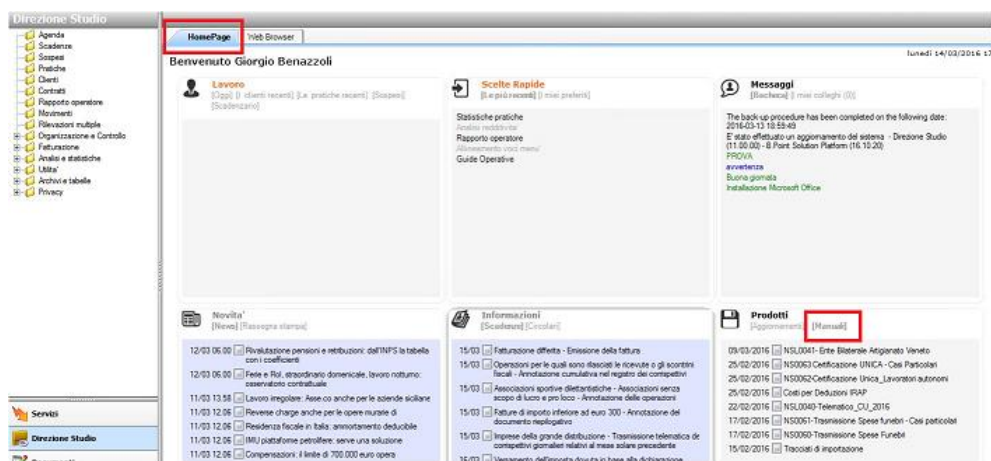 Direzione Studio
Agenda
Scadenze
Sospesi
Pratiche
Clienti
Contratti
Rapporto operatore
Movimenti
Rilevazioni multiple
Organizzazione e Controllo
Fatturazione
Analisi e statistiche
Utilita'
Archivi e tabelle
Privacy
Servizi
Direzione Studio
HomePage
Web Browser
lunedì 14/03/2016 17
Benvenuto Giorgio Benazzoli
Lavoro
[Oggi] [I clienti recenti] [Le pratiche recenti] [Sospesi]
[Scadenzario]
Scelte Rapide
[Le più recenti] [I miei preferiti]
Statistiche pratiche
Analisi redditivita'
Rapporto operatore
Allineamento voci menu'
Guide Operative
Messaggi
[Bacheca] [I miei colleghi (0)]
The back-up procedure has been completed on the following date:
2016-03-13 18:59:49
E' stato effettuato un aggiornamento del sistema - Direzione Studio
(11.00.00) - B.Point Solution Platform (16.10.20)
PROVA
avvertenza
Buona giornata
Installazione Microsoft Office
Novita'
[News] [Rassegna stampa]
12/03 06.00 Rivalutazione pensioni e retribuzioni: dall'INPS la tabella
con i coefficienti
12/03 06.00 Ferie e Rol, straordinario domenicale, lavoro notturno:
osservatorio contrattuale
11/03 13.58 Lavoro irregolare: Asse.co anche per le aziende siciliane
11/03 12.06 Reverse charge anche per le opere murarie di
11/03 12.06 Residenza fiscale in Italia: ammortamento deducibile
11/03 12.06 IMU piattaforme petrolifere: serve una soluzione
11/03 12.06 Compensazioni: il limite di 700.000 euro opera
Informazioni
[Scadenze] [Circolari]
15/03 Fatturazione differita - Emissione della fattura
15/03 Operazioni per le quali sono rilasciati le ricevute o gli scontrini
fiscali - Annotazione cumulativa nel registro dei corrispettivi
15/03 Associazioni sportive dilettantistiche - Associazioni senza
scopo di lucro e pro loco - Annotazione delle operazioni
15/03 Fatture di importo inferiore ad euro 300 - Annotazione del
documento riepilogativo
15/03 Imprese della grande distribuzione - Trasmissione telematica dei
corrispettivi giornalieri relativi al mese solare precedente
16/03 Versamento dell'imposta dovuta in base alla dichiarazione
Prodotti
[Aggiornamenti] [Manuali]
09/03/2016 NSL0041- Ente Bilaterale Artigianato Veneto
25/02/2016 NS0063 Certificazione UNICA - Casi Particolari
25/02/2016 NS0062-Certificazione Unica_Lavoratori autonomi
25/02/2016 Costi per Deduzioni IRAP
22/02/2016 NSL0040-Telematico_CU_2016
17/02/2016 NS0061-Trasmissione Spese funebri - Casi particolari
17/02/2016 NS0060-Trasmissione Spese Funebri
15/02/2016 Tracciati di importazione